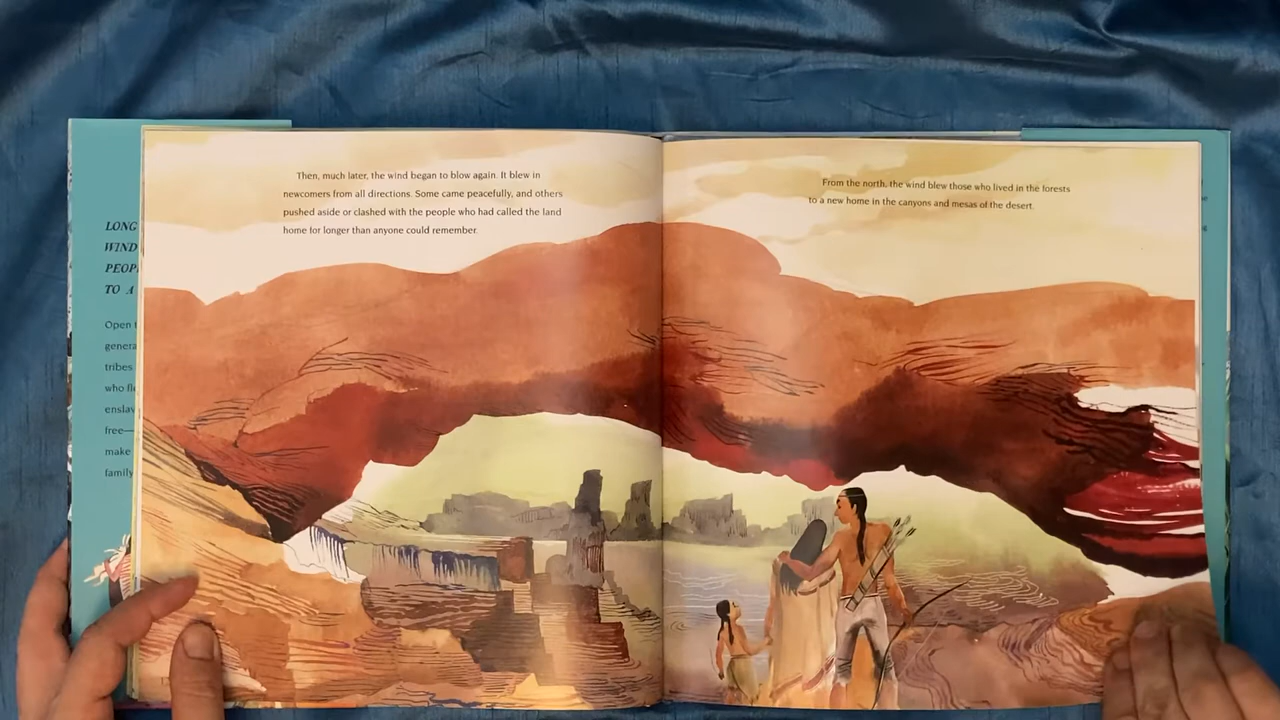 LONG
WIND
PEOP
TO A
Open
genera
tribes
who fl
enslav
free—
make
family
Then, much later, the wind began to blow again. It blew in
newcomers from all directions. Some came peacefully, and others
pushed aside or clashed with the people who had called the land
home for longer than anyone could remember.
From the north, the wind blew those who lived in the forests
to a new home in the canyons and mesas of the desert.